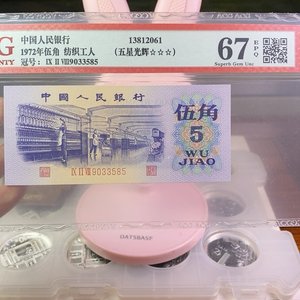 G
NTY
中国人民银行
1972年伍角 纺织工人
冠号: IX II VIII9033585
13812061
(五星光辉☆☆☆)
67 EPQ
Superb Gem Unc
中国人民银行
伍角
5
WU
JIAO
IX II VIII 9033585
DATSBASF